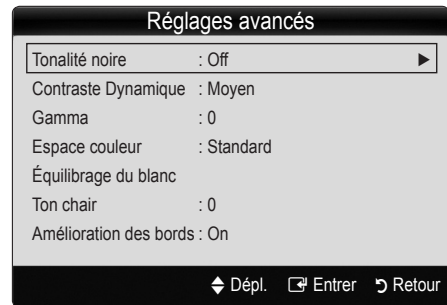 Réglages avancés
Tonalité noire : Off
Contraste Dynamique : Moyen
Gamma : 0
Espace couleur : Standard
Équilibrage du blanc
Ton chair : 0
Amélioration des bords : On
Dépl. Entrer Retour